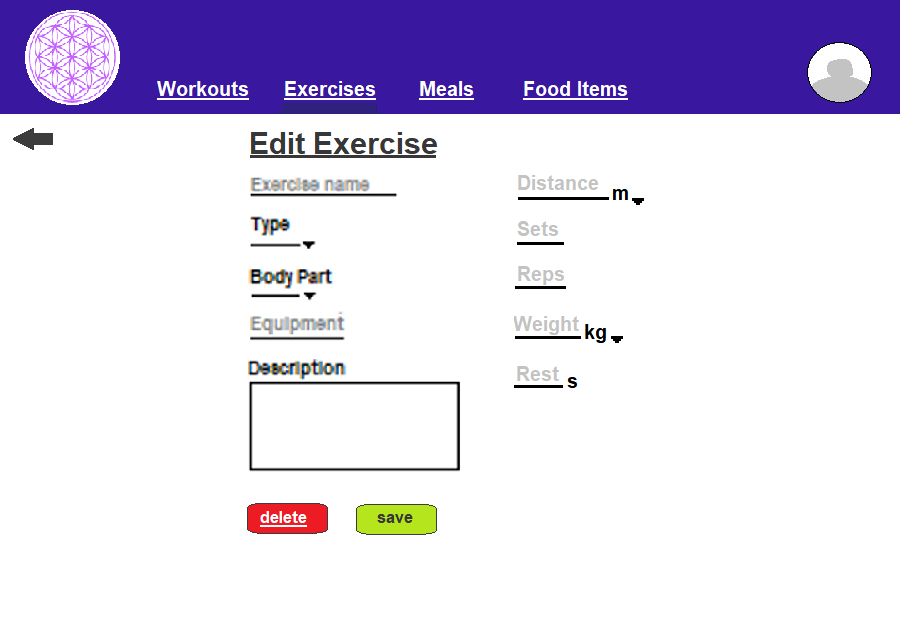 Workouts Exercises Meals Food Items
Edit Exercise
Exercise name
Type
Body Part
Equipment
Description
delete save
Distance m
Sets
Reps
Weight kg
Rest s